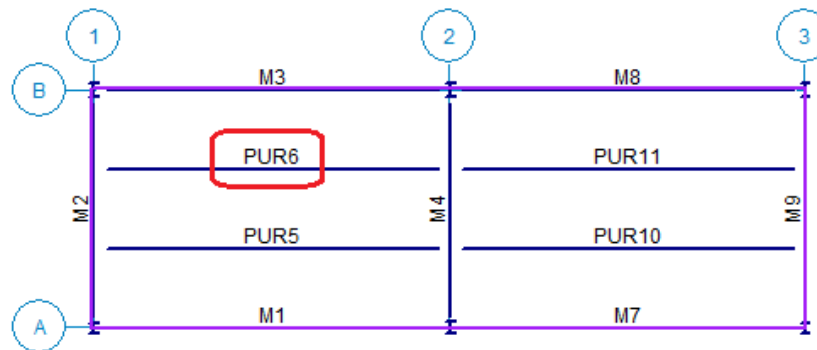 1 2 3
B M3 M8
PUR6 PUR11
M2 M4 M9
PUR5 PUR10
A M1 M7